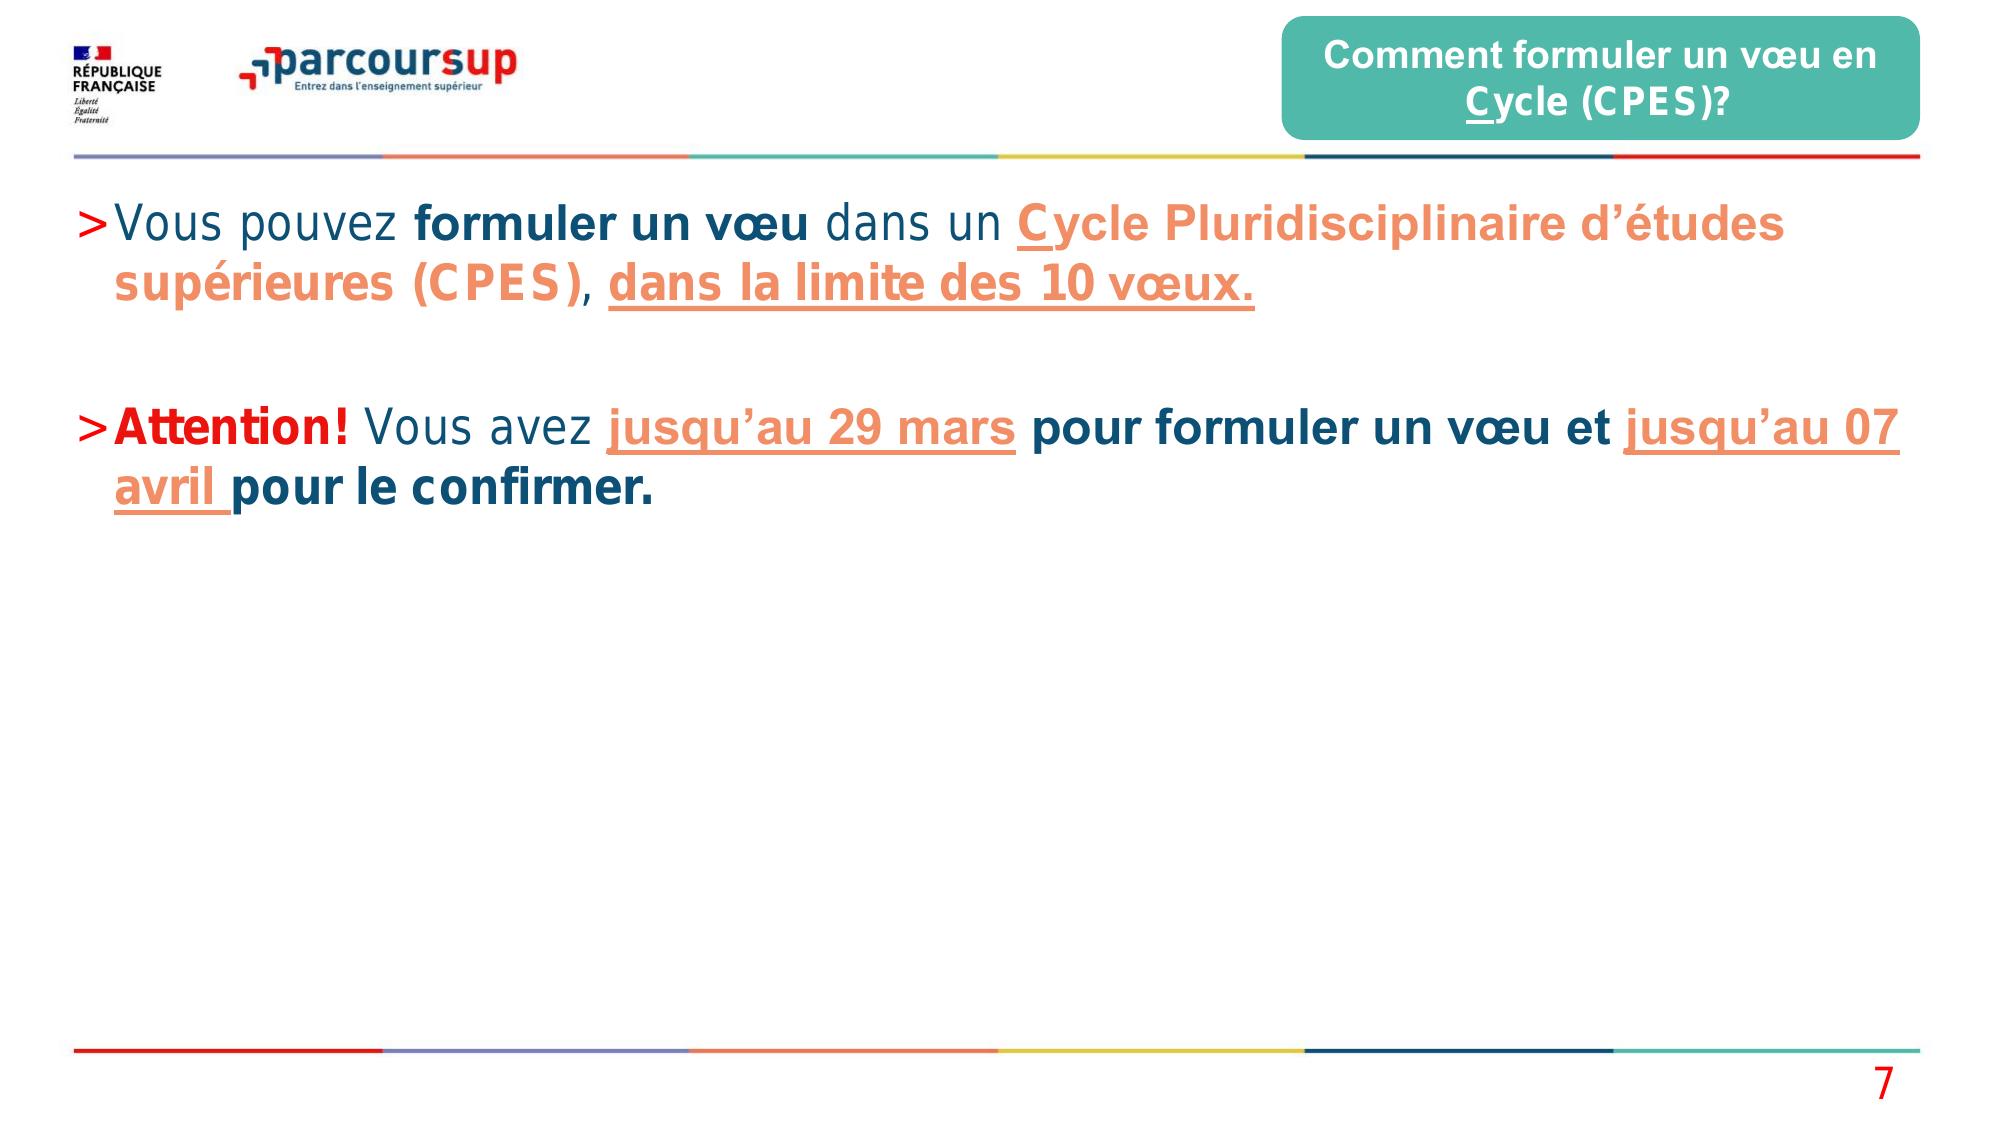 RÉPUBLIQUE
FRANÇAISE
Liberté
Égalité
Fraternité
parcoursup
Entrez dans l'enseignement supérieur
Comment formuler un vœu en
Cycle (CPES)?
>Vous pouvez formuler un vœu dans un Cycle Pluridisciplinaire d’études
supérieures (CPES), dans la limite des 10 vœux.
>Attention! Vous avez jusqu’au 29 mars pour formuler un vœu et jusqu’au 07
avril pour le confirmer.
7